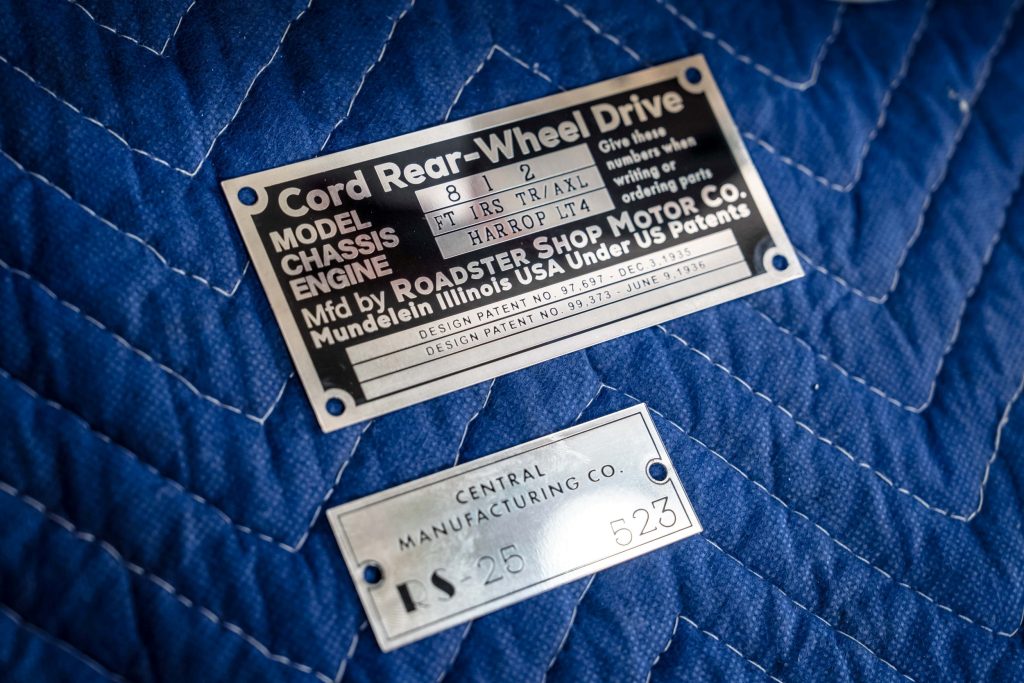 Cord Rear-Wheel Drive
MODEL 8 1 2
CHASSIS FT IRS TR/AXL
ENGINE HARROP LT4
Give these
numbers when
writing or
ordering parts
Mfd by ROADSTER SHOP MOTOR CO.
Mundelein Illinois USA Under US Patents
DESIGN PATENT NO. 97,697 - DEC 3, 1935
DESIGN PATENT NO. 99,373 - JUNE 9, 1936
CENTRAL
MANUFACTURING CO.
RS-25 523